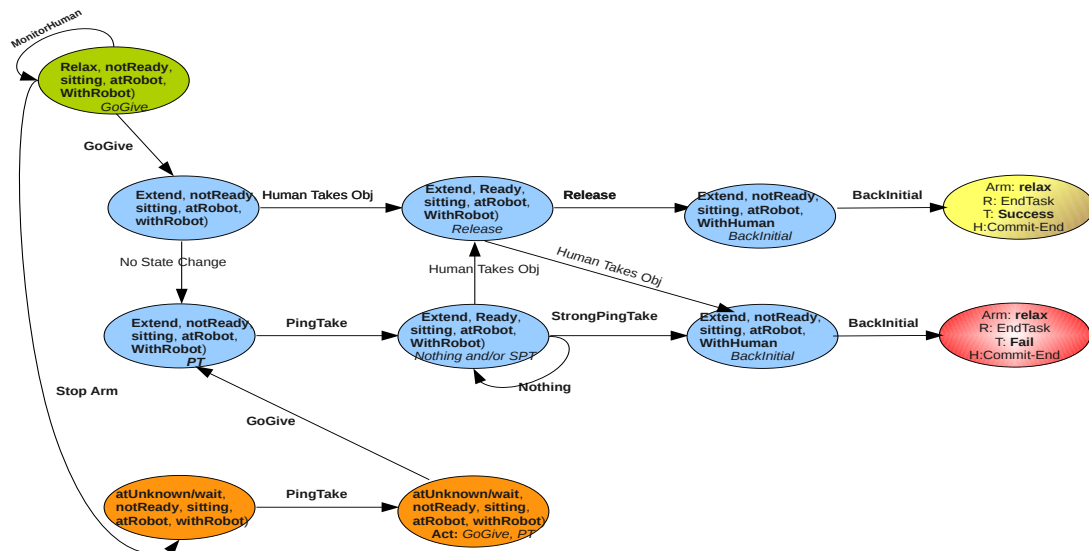 MonitorHuman
Relax, notReady,
sitting, atRobot,
WithRobot)
GoGive
GoGive
Extend, notReady
sitting, atRobot,
withRobot)
Human Takes Obj
Extend, Ready,
sitting, atRobot,
WithRobot)
Release
Release
Extend, notReady,
sitting, atRobot,
WithHuman
BackInitial
BackInitial
Arm: relax
R: EndTask
T: Success
H:Commit-End
No State Change
Human Takes Obj
Human Takes Obj
Extend, notReady
sitting, atRobot,
WithRobot)
PT
PingTake
Extend, Ready,
sitting, atRobot,
WithRobot)
Nothing and/or SPT
StrongPingTake
Nothing
Extend, notReady,
sitting, atRobot,
WithHuman
BackInitial
BackInitial
Arm: relax
R: EndTask
T: Fail
H:Commit-End
Stop Arm
GoGive
atUnknown/wait,
notReady, sitting,
atRobot, withRobot)
PingTake
atUnknown/wait,
notReady, sitting,
atRobot, withRobot)
Act: GoGive, PT